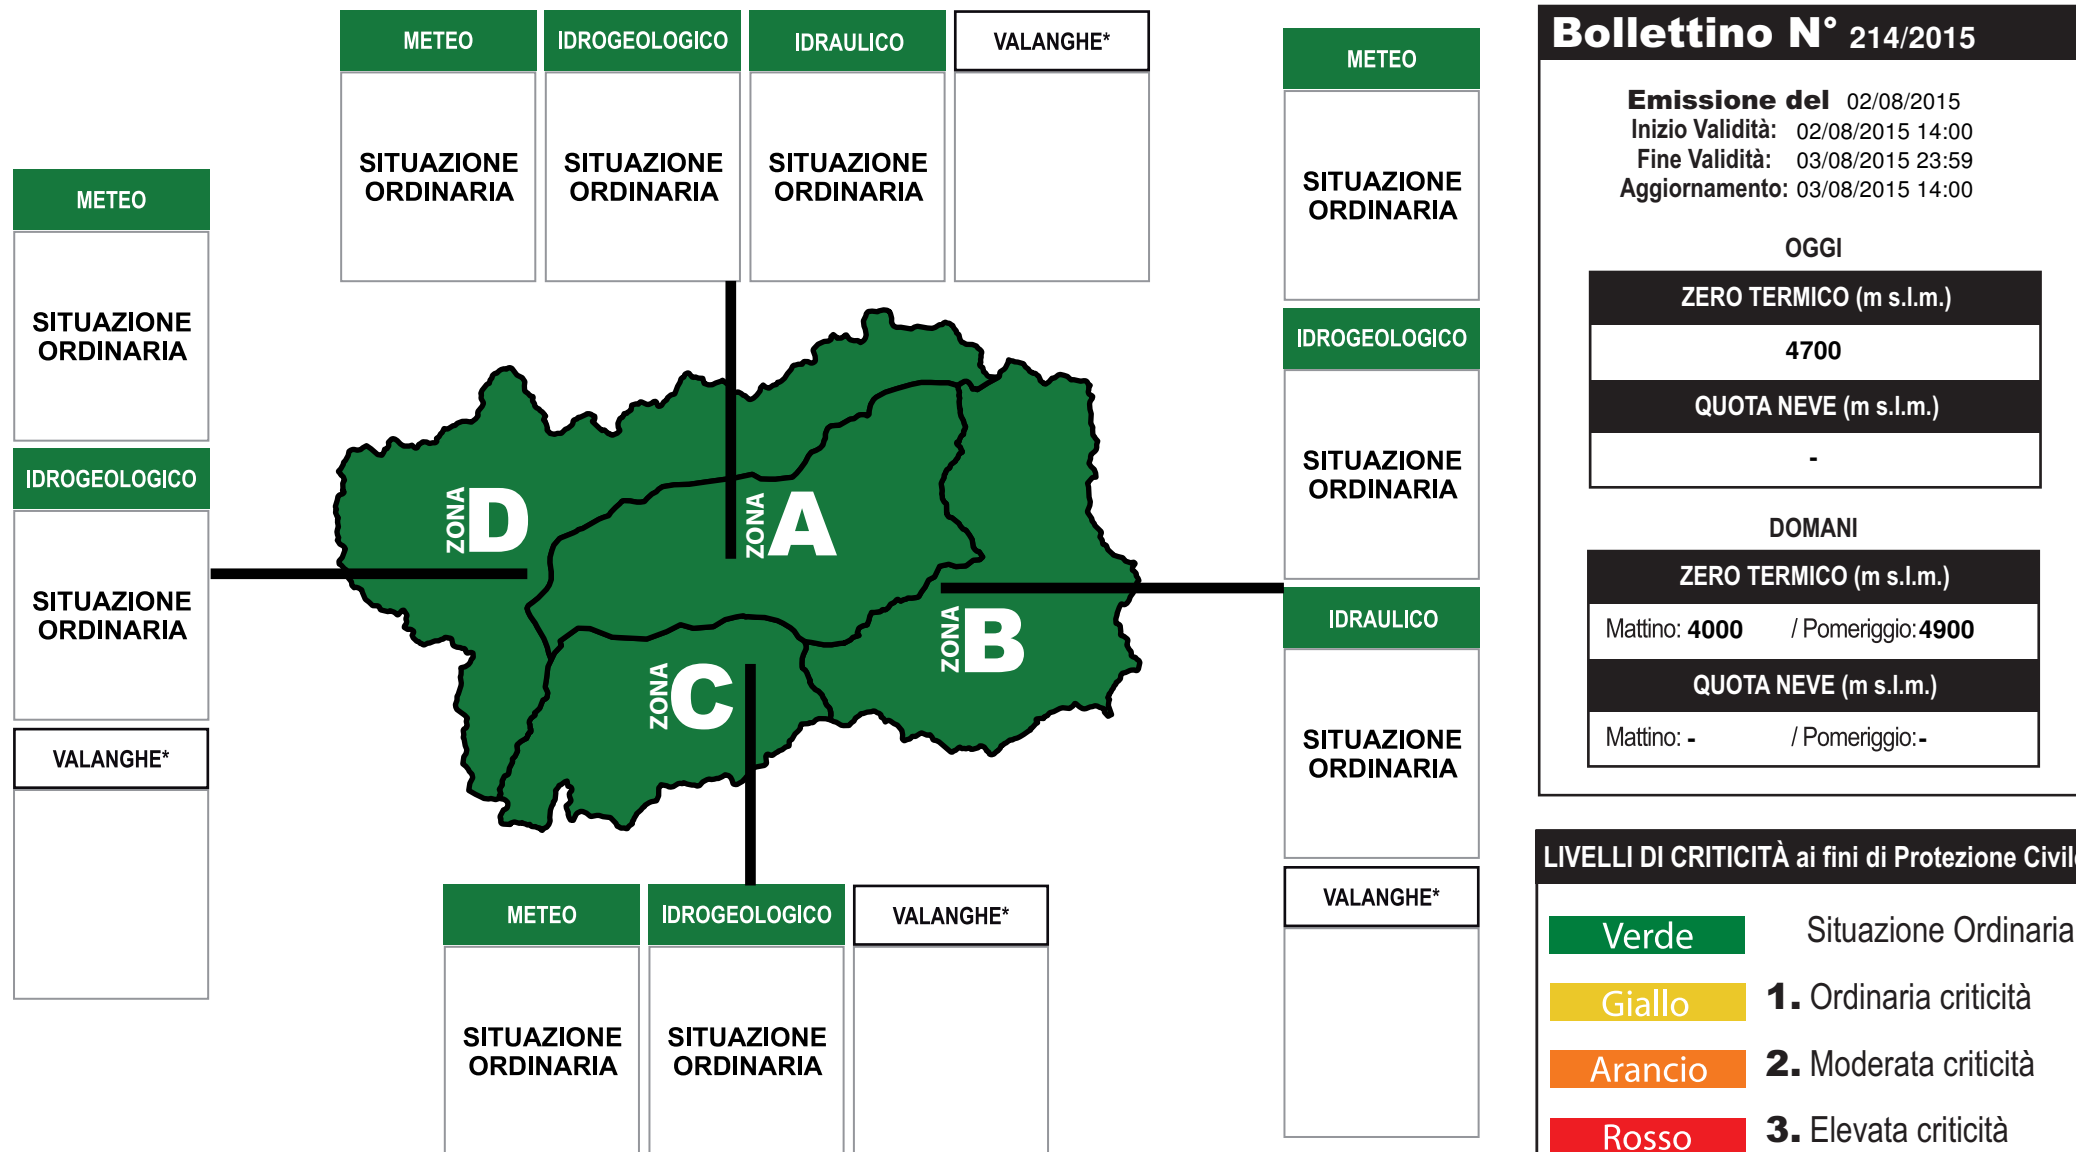 METEO
IDROGEOLOGICO
IDRAULICO
VALANGHE*
SITUAZIONE
ORDINARIA
SITUAZIONE
ORDINARIA
SITUAZIONE
ORDINARIA
METEO
SITUAZIONE
ORDINARIA
IDROGEOLOGICO
SITUAZIONE
ORDINARIA
VALANGHE*
ZONA D
ZONA A
ZONA B
ZONA C
METEO
SITUAZIONE
ORDINARIA
IDROGEOLOGICO
SITUAZIONE
ORDINARIA
IDRAULICO
SITUAZIONE
ORDINARIA
VALANGHE*
METEO
IDROGEOLOGICO
VALANGHE*
SITUAZIONE
ORDINARIA
SITUAZIONE
ORDINARIA
Bollettino N° 214/2015
Emissione del 02/08/2015
Inizio Validità: 02/08/2015 14:00
Fine Validità: 03/08/2015 23:59
Aggiornamento: 03/08/2015 14:00
OGGI
ZERO TERMICO (m s.l.m.)
4700
QUOTA NEVE (m s.l.m.)
-
DOMANI
ZERO TERMICO (m s.l.m.)
Mattino: 4000 / Pomeriggio: 4900
QUOTA NEVE (m s.l.m.)
Mattino: - / Pomeriggio: -
LIVELLI DI CRITICITÀ ai fini di Protezione Civil
Verde Situazione Ordinaria
Giallo 1. Ordinaria criticità
Arancio 2. Moderata criticità
Rosso 3. Elevata criticità